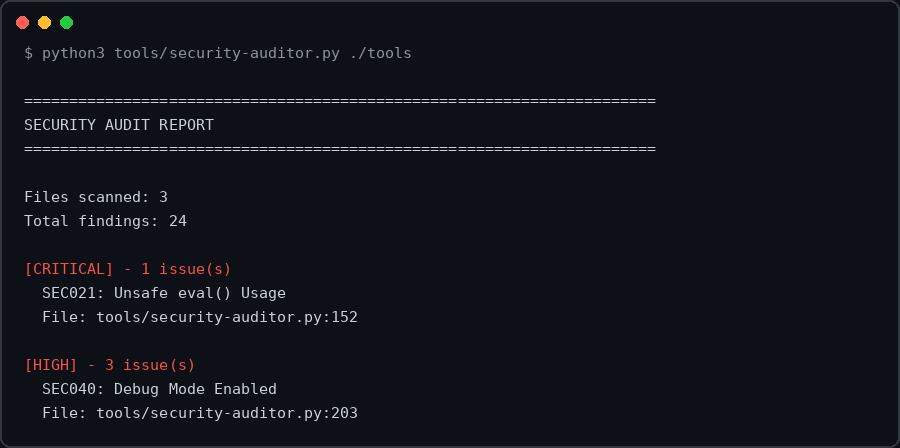 $ python3 tools/security-auditor.py ./tools
======================================================================
SECURITY AUDIT REPORT
======================================================================
Files scanned: 3
Total findings: 24
[CRITICAL] - 1 issue(s)
SEC021: Unsafe eval() Usage
File: tools/security-auditor.py:152
[HIGH] - 3 issue(s)
SEC040: Debug Mode Enabled
File: tools/security-auditor.py:203